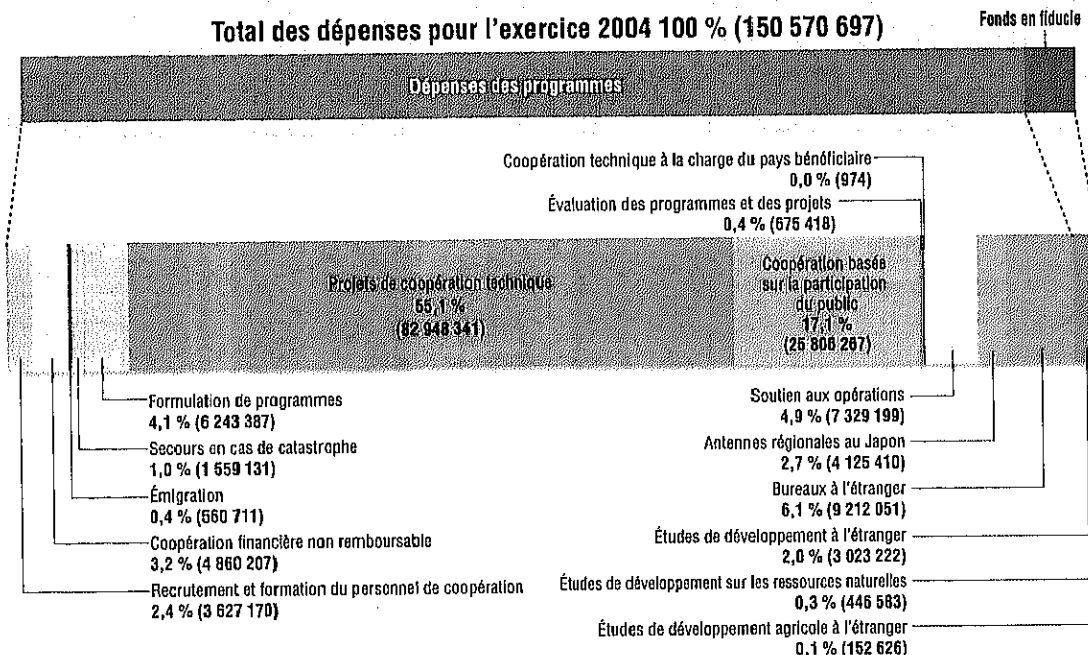 Total des dépenses pour l'exercice 2004 100 % (150 570 697)
Fonds en fiducie
Dépenses des programmes
Coopération technique à la charge du pays bénéficiaire
0,0 % (974)
Évaluation des programmes et des projets
0,4 % (675 418)
Projets de coopération technique
55,1 %
(82 948 341)
Coopération basée
sur la participation
du public
17,1 %
(25 806 267)
Formulation de programmes
4,1 % (6 243 387)
Secours en cas de catastrophe
1,0 % (1 559 131)
Émigration
0,4 % (560 711)
Coopération financière non remboursable
3,2 % (4 860 207)
Recrutement et formation du personnel de coopération
2,4 % (3 627 170)
Soutien aux opérations
4,9 % (7 329 199)
Antennes régionales au Japon
2,7 % (4 125 410)
Bureaux à l'étranger
6,1 % (9 212 051)
Études de développement à l'étranger
2,0 % (3 023 222)
Études de développement sur les ressources naturelles
0,3 % (446 583)
Études de développement agricole à l'étranger
0,1 % (152 626)